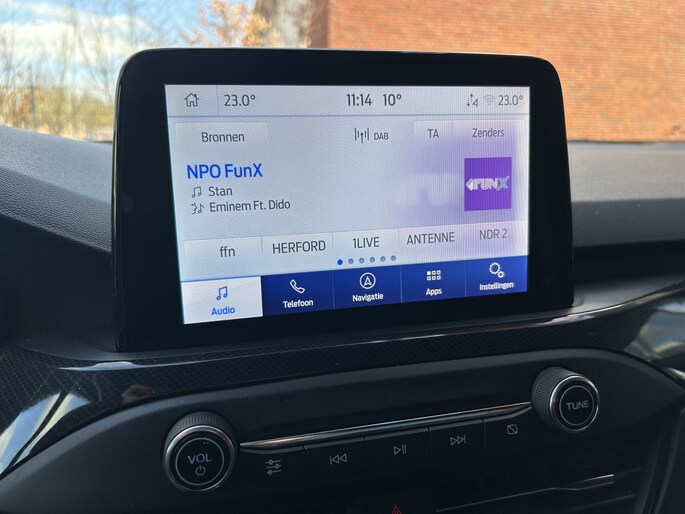 23.0° 11:14 10° 23.0°
Bronnen DAB TA Zenders
NPO FunX
Stan
Eminem Ft. Dido
FUNX
ffn HERFORD 1LIVE ANTENNE NDR 2
Audio Telefoon Navigatie Apps Instellingen
VOL
TUNE